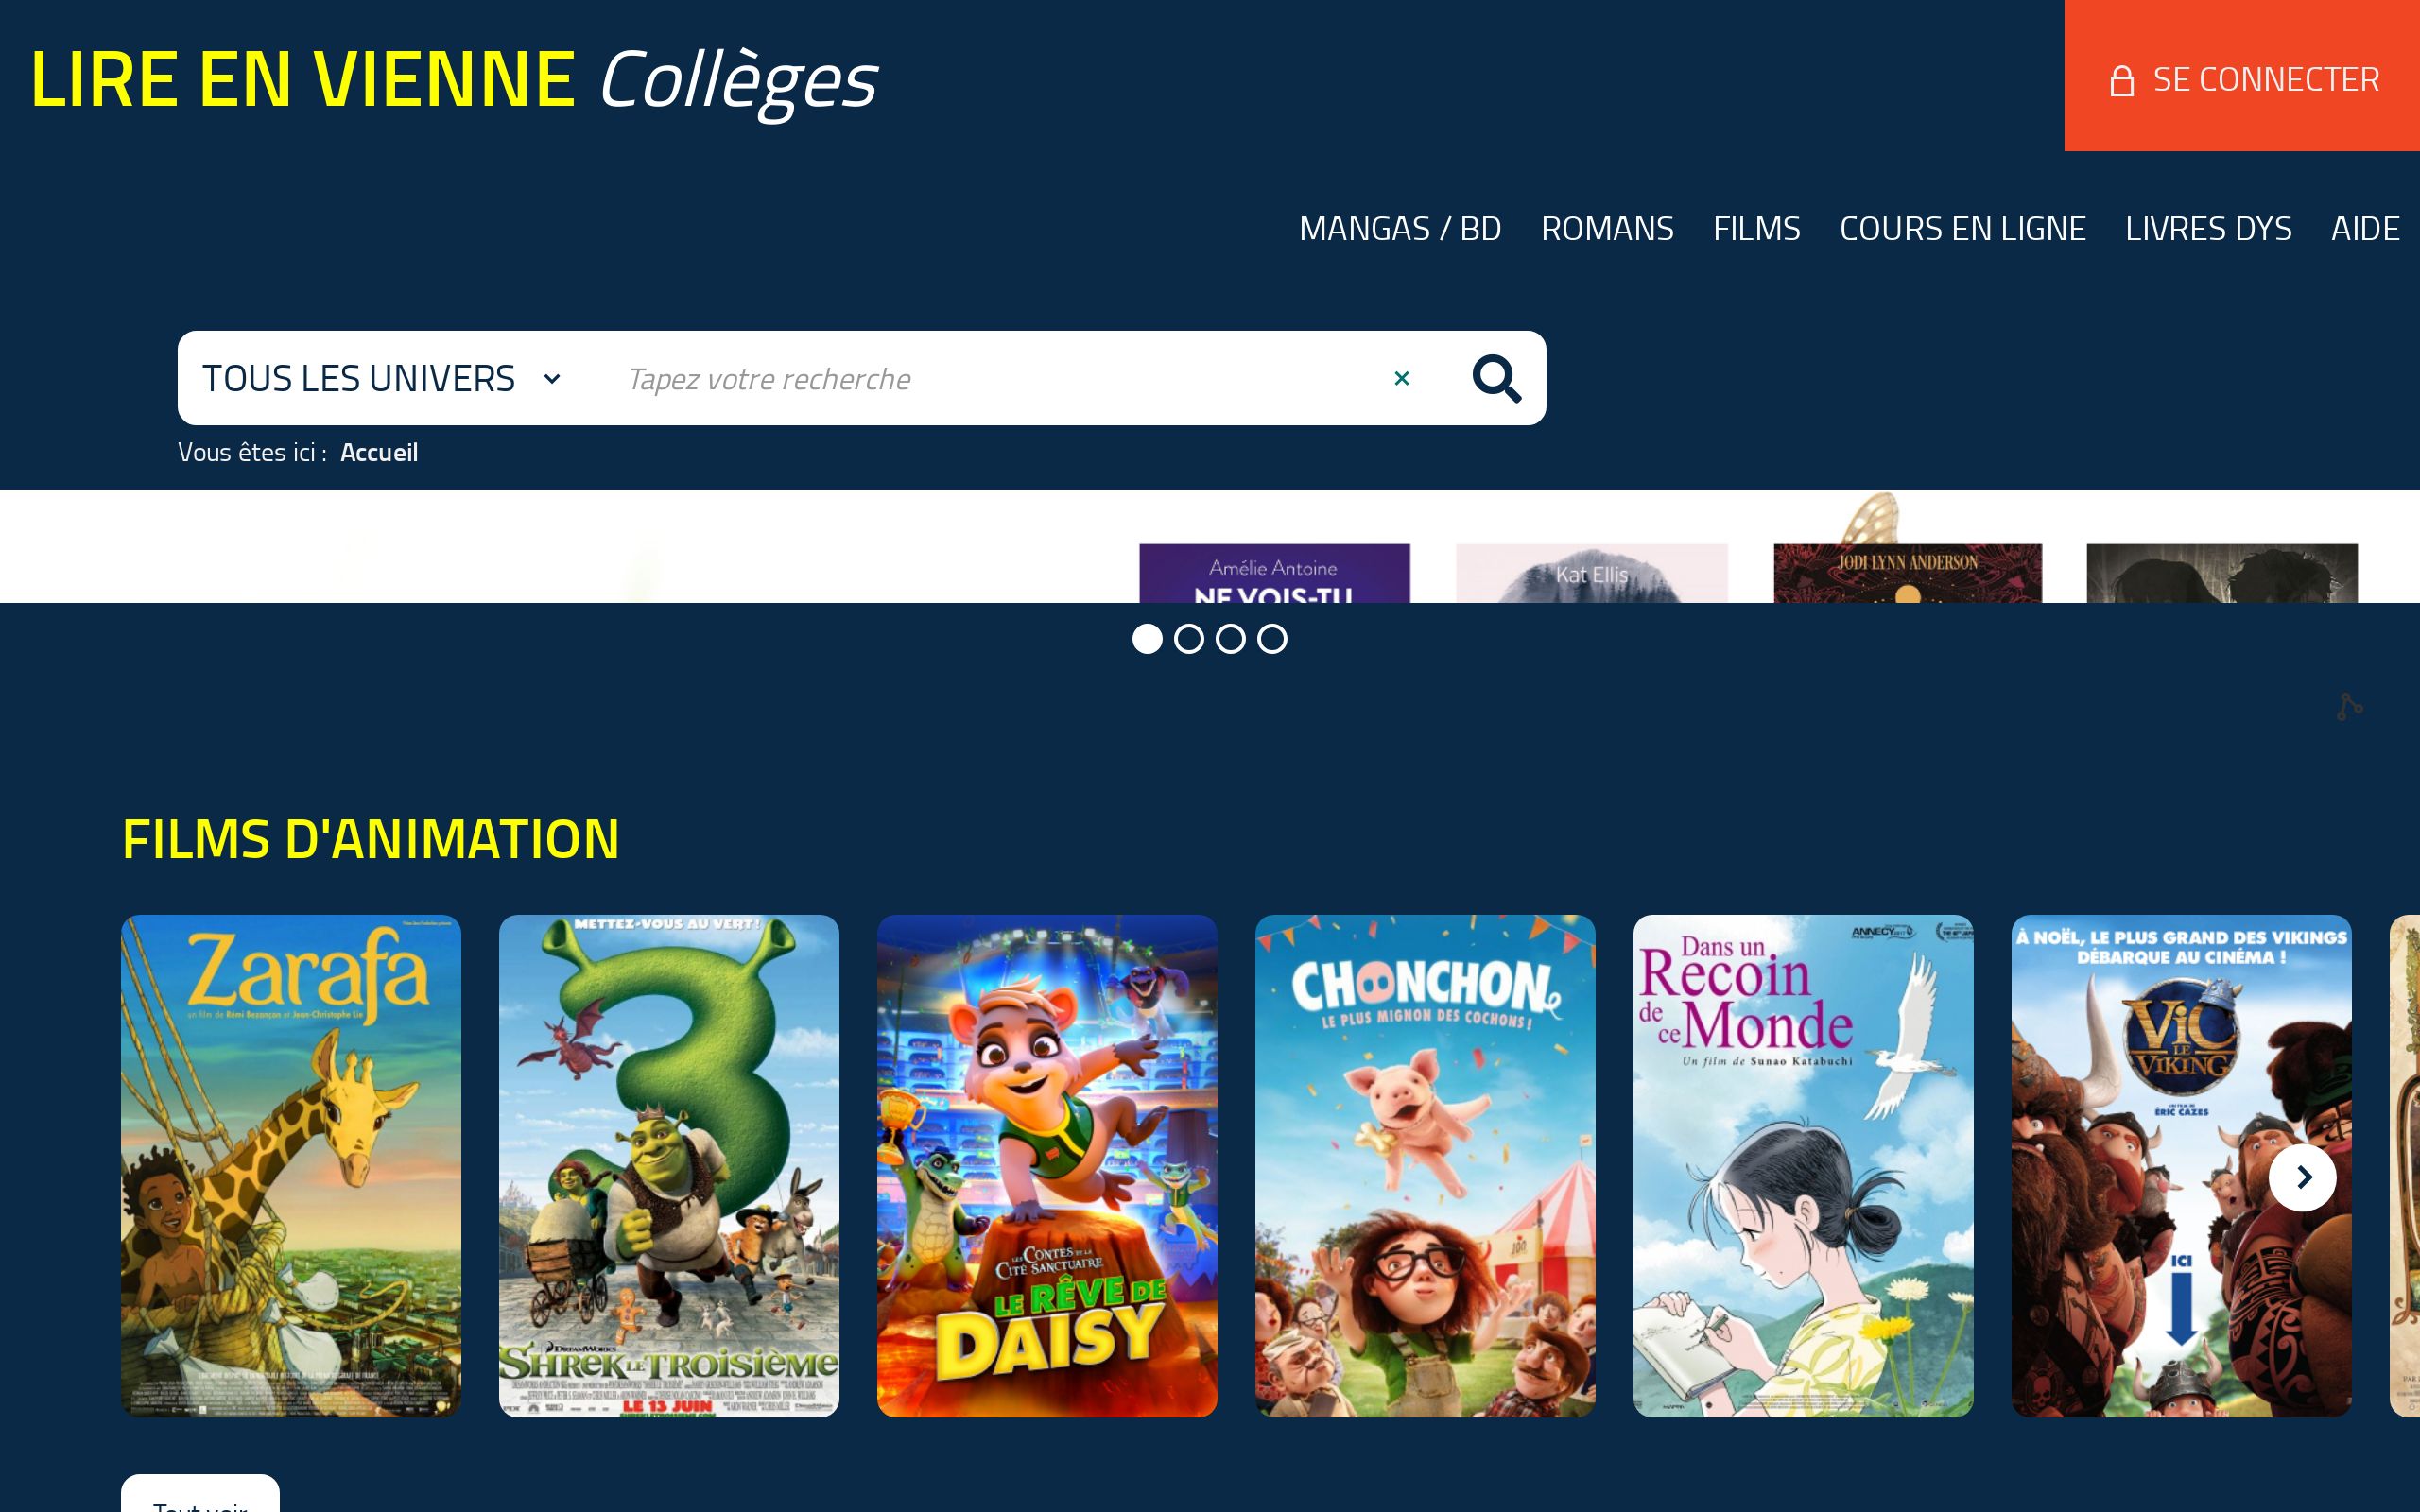 LIRE EN VIENNE Collèges
SE CONNECTER
MANGAS / BD ROMANS FILMS COURS EN LIGNE LIVRES DYS AIDE
TOUS LES UNIVERS
Tapez votre recherche
Vous êtes ici : Accueil
Amélie Antoine
NE VOIS-TU
Kat Ellis
JODI LYNN ANDERSON
FILMS D'ANIMATION
Zarafa
un film de Rémi Bezançon et Jean-Christophe Lie
METTEZ-VOUS AU VERT !
3
DREAMWORKS
SHREK LE TROISIÈME
LE 13 JUIN
LES CONTES DE LA
CITÉ SANCTUAIRE
LE RÊVE DE
DAISY
CHONCHON
LE PLUS MIGNON DES COCHONS !
ANNECY
Dans un
Recoin
de
ce Monde
Un film de Sunao Katabuchi
À NOËL, LE PLUS GRAND DES VIKINGS
DÉBARQUE AU CINÉMA !
VIC
LE
VIKING
UN FILM DE
ÉRIC CAZES
ICI
Tout voir